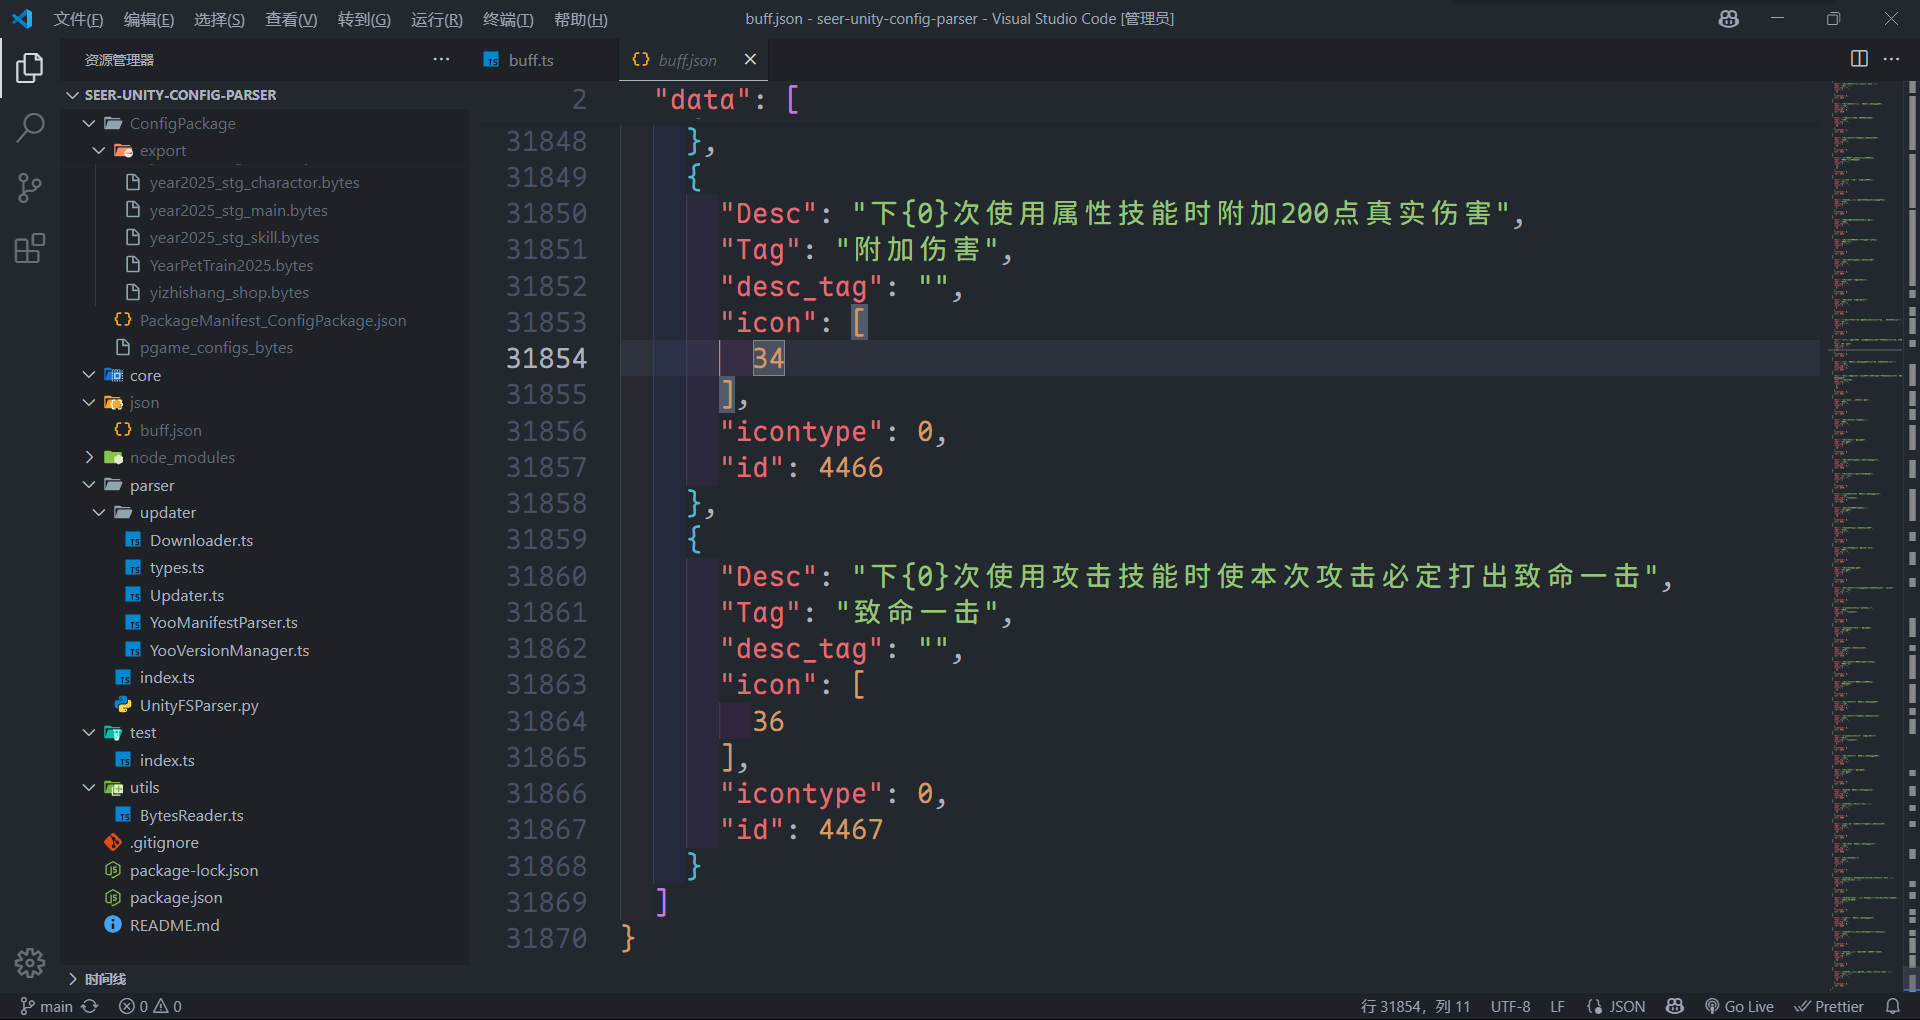 文件(F) 编辑(E) 选择(S) 查看(V) 转到(G) 运行(R) 终端(T) 帮助(H)
buff.json - seer-unity-config-parser - Visual Studio Code [管理员]
资源管理器
buff.ts
buff.json
SEER-UNITY-CONFIG-PARSER
ConfigPackage
export
year2025_stg_charactor.bytes
year2025_stg_main.bytes
year2025_stg_skill.bytes
YearPetTrain2025.bytes
yizhishang_shop.bytes
PackageManifest_ConfigPackage.json
pgame_configs_bytes
core
json
buff.json
node_modules
parser
updater
Downloader.ts
types.ts
Updater.ts
YooManifestParser.ts
YooVersionManager.ts
index.ts
UnityFSParser.py
test
index.ts
utils
BytesReader.ts
.gitignore
package-lock.json
package.json
README.md
时间线
2 "data": [
31848 },
31849 {
31850 "Desc": "下{0}次使用属性技能时附加200点真实伤害",
31851 "Tag": "附加伤害",
31852 "desc_tag": "",
31853 "icon": [
31854 34
31855 ],
31856 "icontype": 0,
31857 "id": 4466
31858 },
31859 {
31860 "Desc": "下{0}次使用攻击技能时使本次攻击必定打出致命一击",
31861 "Tag": "致命一击",
31862 "desc_tag": "",
31863 "icon": [
31864 36
31865 ],
31866 "icontype": 0,
31867 "id": 4467
31868 }
31869 ]
31870 }
main 0 0
行 31854，列 11 UTF-8 LF {} JSON Go Live Prettier